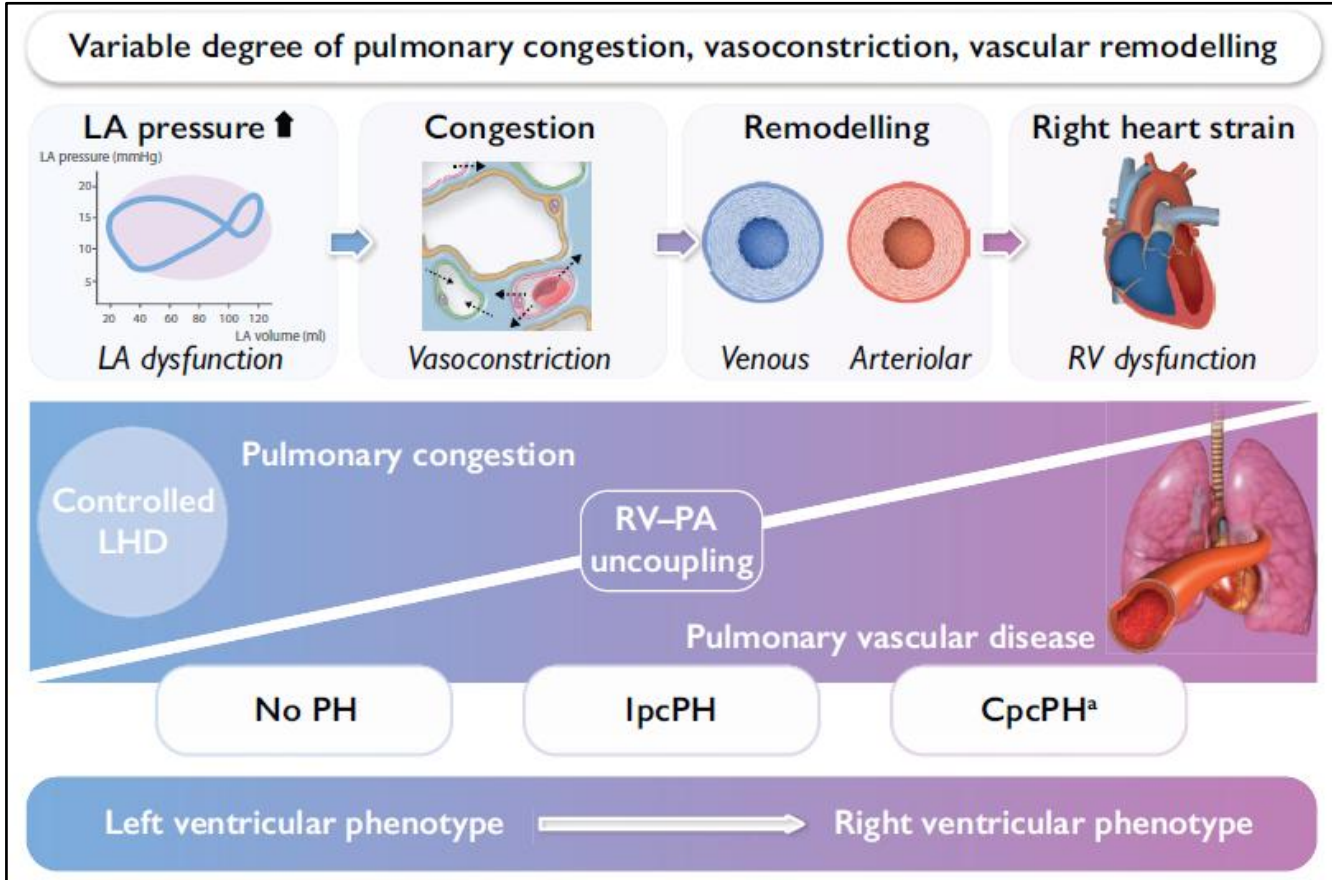 Variable degree of pulmonary congestion, vasoconstriction, vascular remodelling
LA pressure ⬆
LA pressure (mmHg)
20
15
10
5
20 40 60 80 100 120
LA volume (ml)
LA dysfunction
Congestion
Vasoconstriction
Remodelling
Venous Arteriolar
Right heart strain
RV dysfunction
Controlled
LHD
Pulmonary congestion
RV–PA
uncoupling
Pulmonary vascular disease
No PH
IpcPH
CpcPHᵃ
Left ventricular phenotype
Right ventricular phenotype